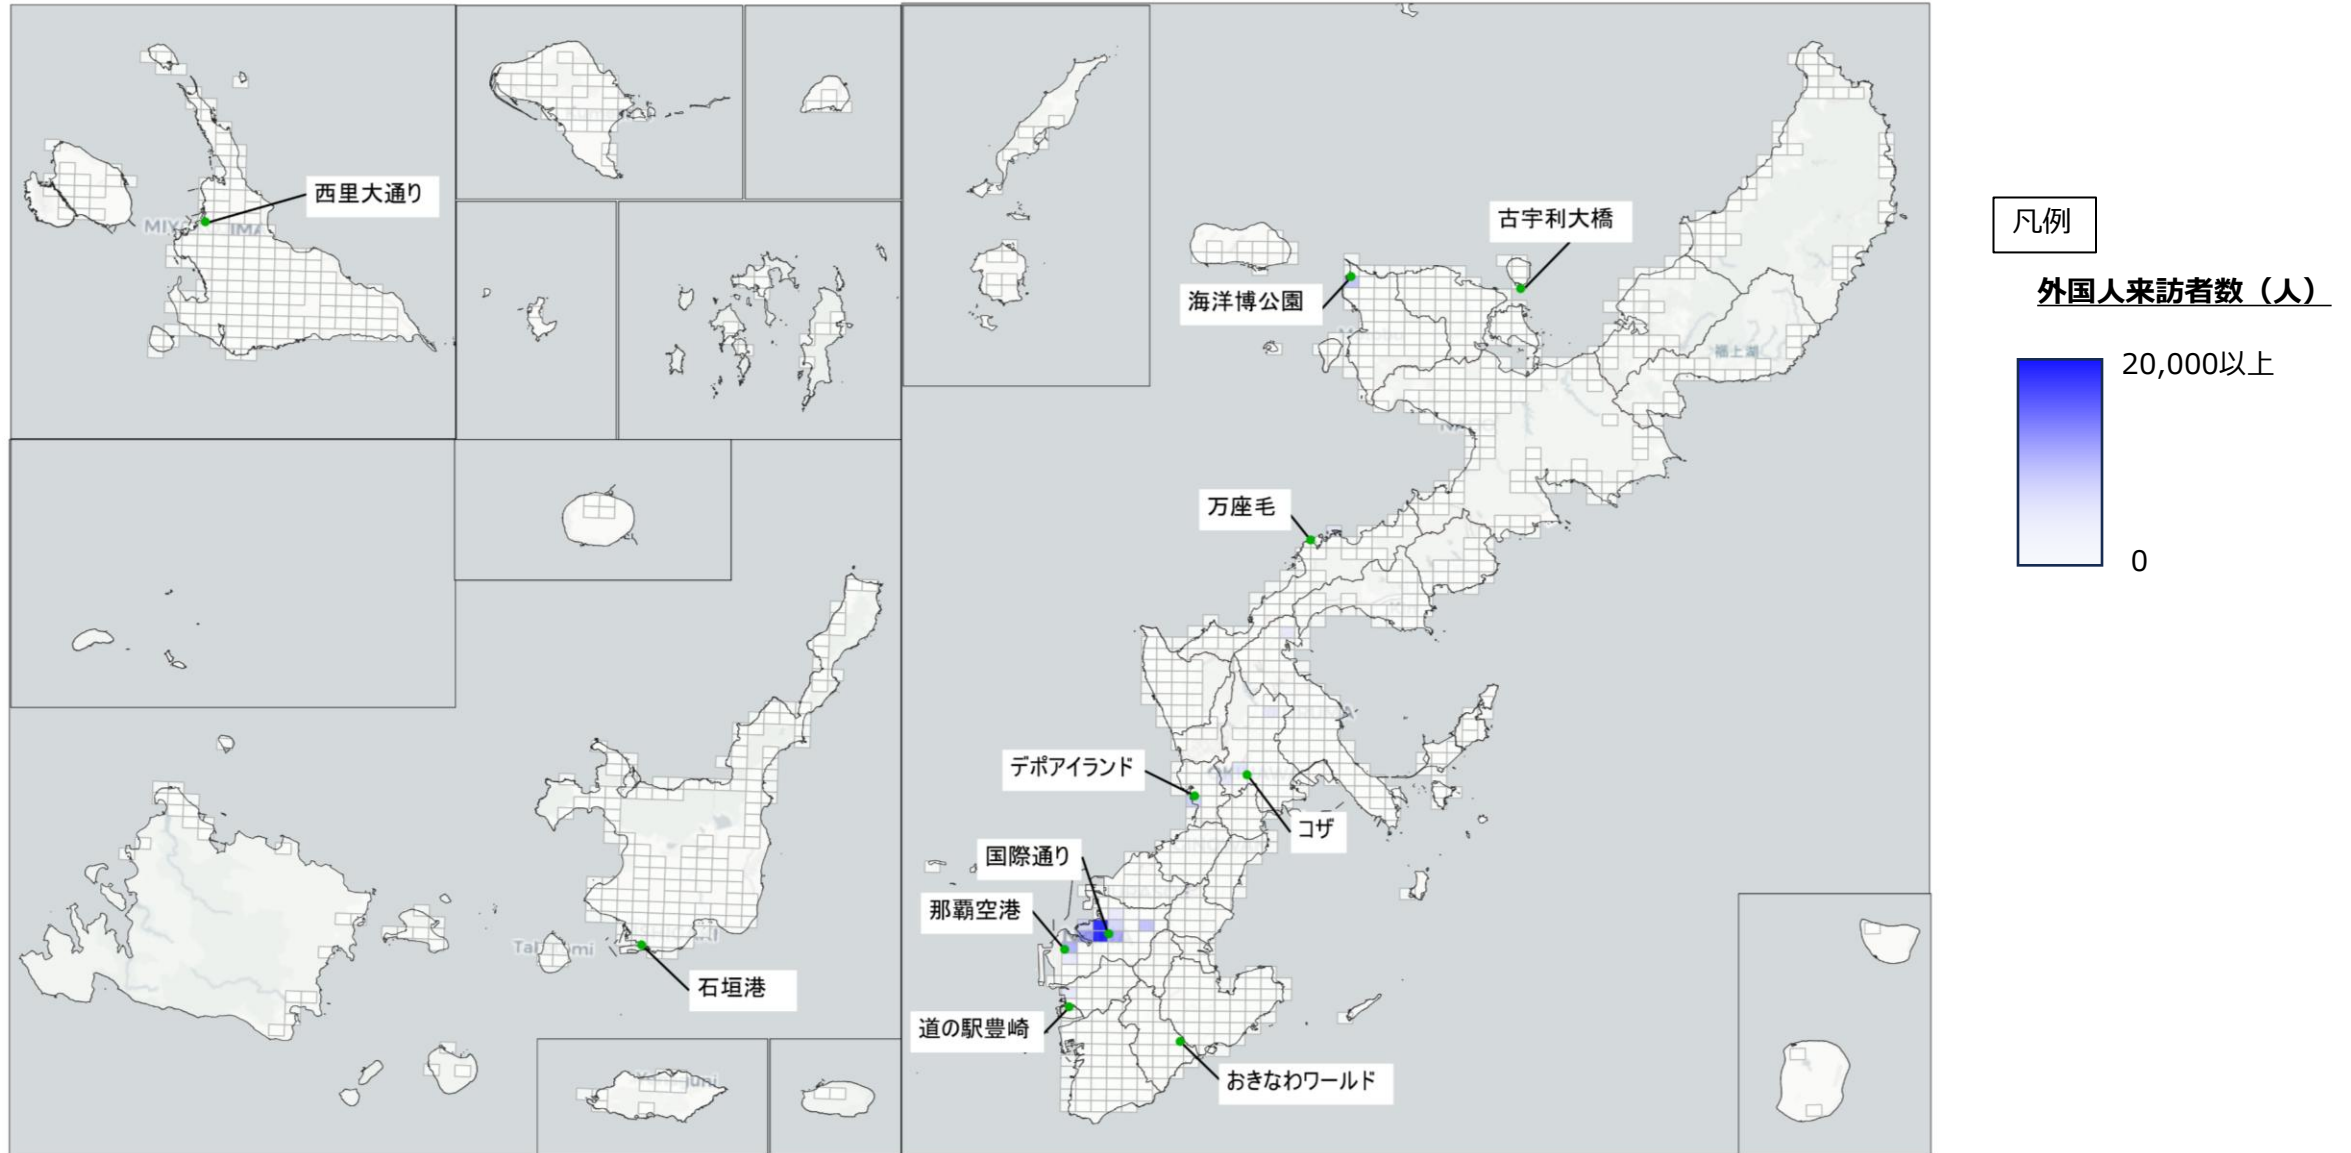 西里大通り
古宇利大橋
海洋博公園
万座毛
デポアイランド
コザ
国際通り
那覇空港
道の駅豊崎
おきなわワールド
石垣港
福上湖
凡例
外国人来訪者数（人）
20,000以上
0